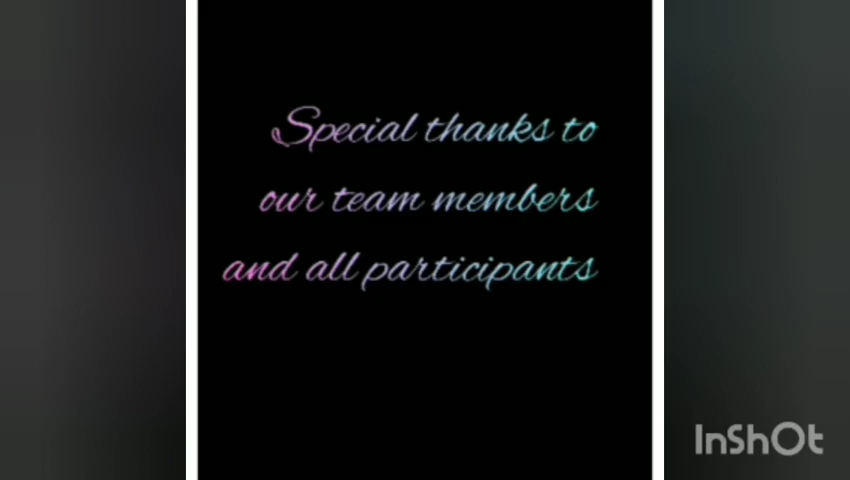 Special thanks to
our team members
and all participants
InShOt